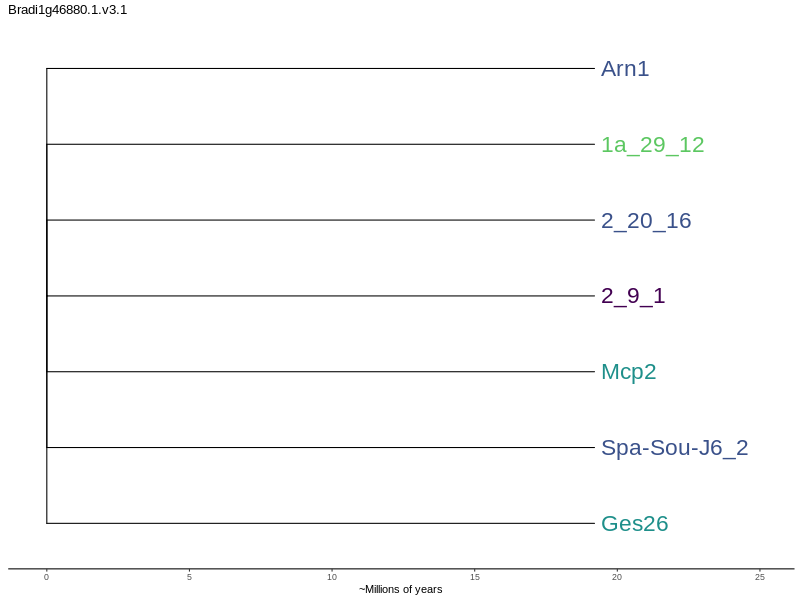 Bradi1g46880.1.v3.1
Arn1
1a_29_12
2_20_16
2_9_1
Mcp2
Spa-Sou-J6_2
Ges26
0 5 10 15 20 25
~Millions of years